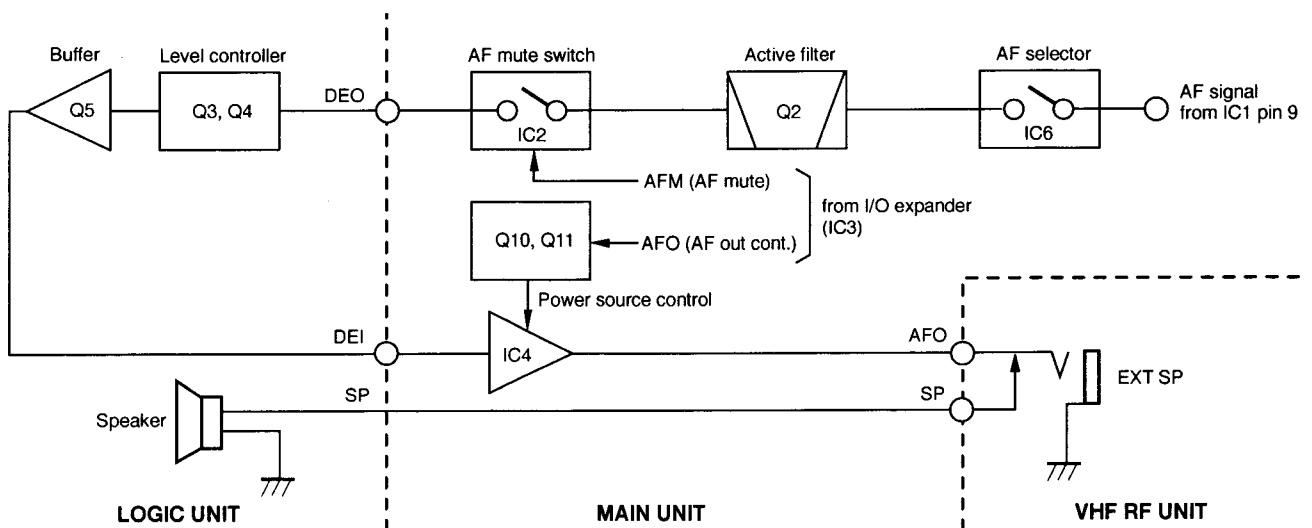 Buffer
Level controller
AF mute switch
Active filter
AF selector
Q5
Q3, Q4
DEO
IC2
Q2
IC6
AF signal
from IC1 pin 9
AFM (AF mute)
from I/O expander
(IC3)
Q10, Q11
AFO (AF out cont.)
Power source control
DEI
IC4
AFO
EXT SP
SP
SP
Speaker
LOGIC UNIT
MAIN UNIT
VHF RF UNIT